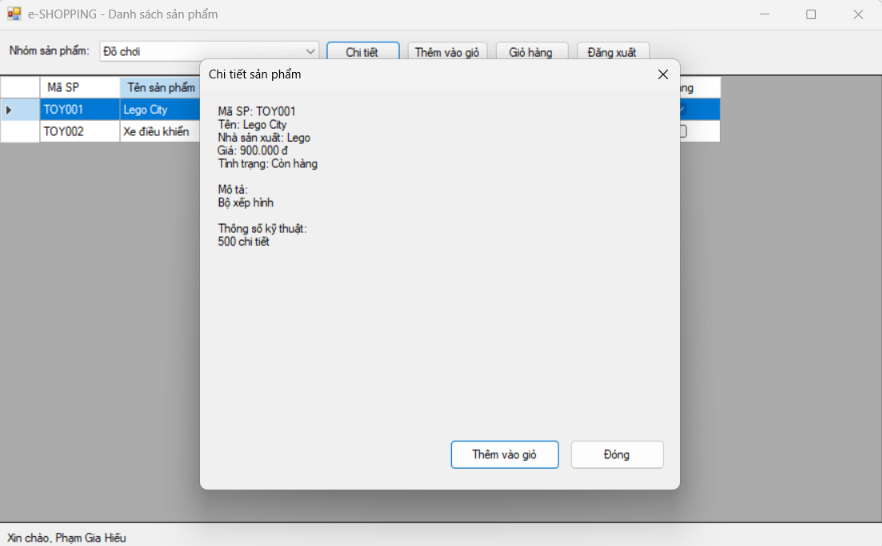 e-SHOPPING - Danh sách sản phẩm
Nhóm sản phẩm:
Đồ chơi
Chi tiết
Thêm vào giỏ
Giỏ hàng
Đăng xuất
Mã SP
Tên sản phẩm
TOY001
Lego City
TOY002
Xe điều khiển
Chi tiết sản phẩm
Mã SP: TOY001
Tên: Lego City
Nhà sản xuất: Lego
Giá: 900.000 đ
Tình trạng: Còn hàng
Mô tả:
Bộ xếp hình
Thông số kỹ thuật:
500 chi tiết
Thêm vào giỏ
Đóng
Xin chào, Phạm Gia Hiếu